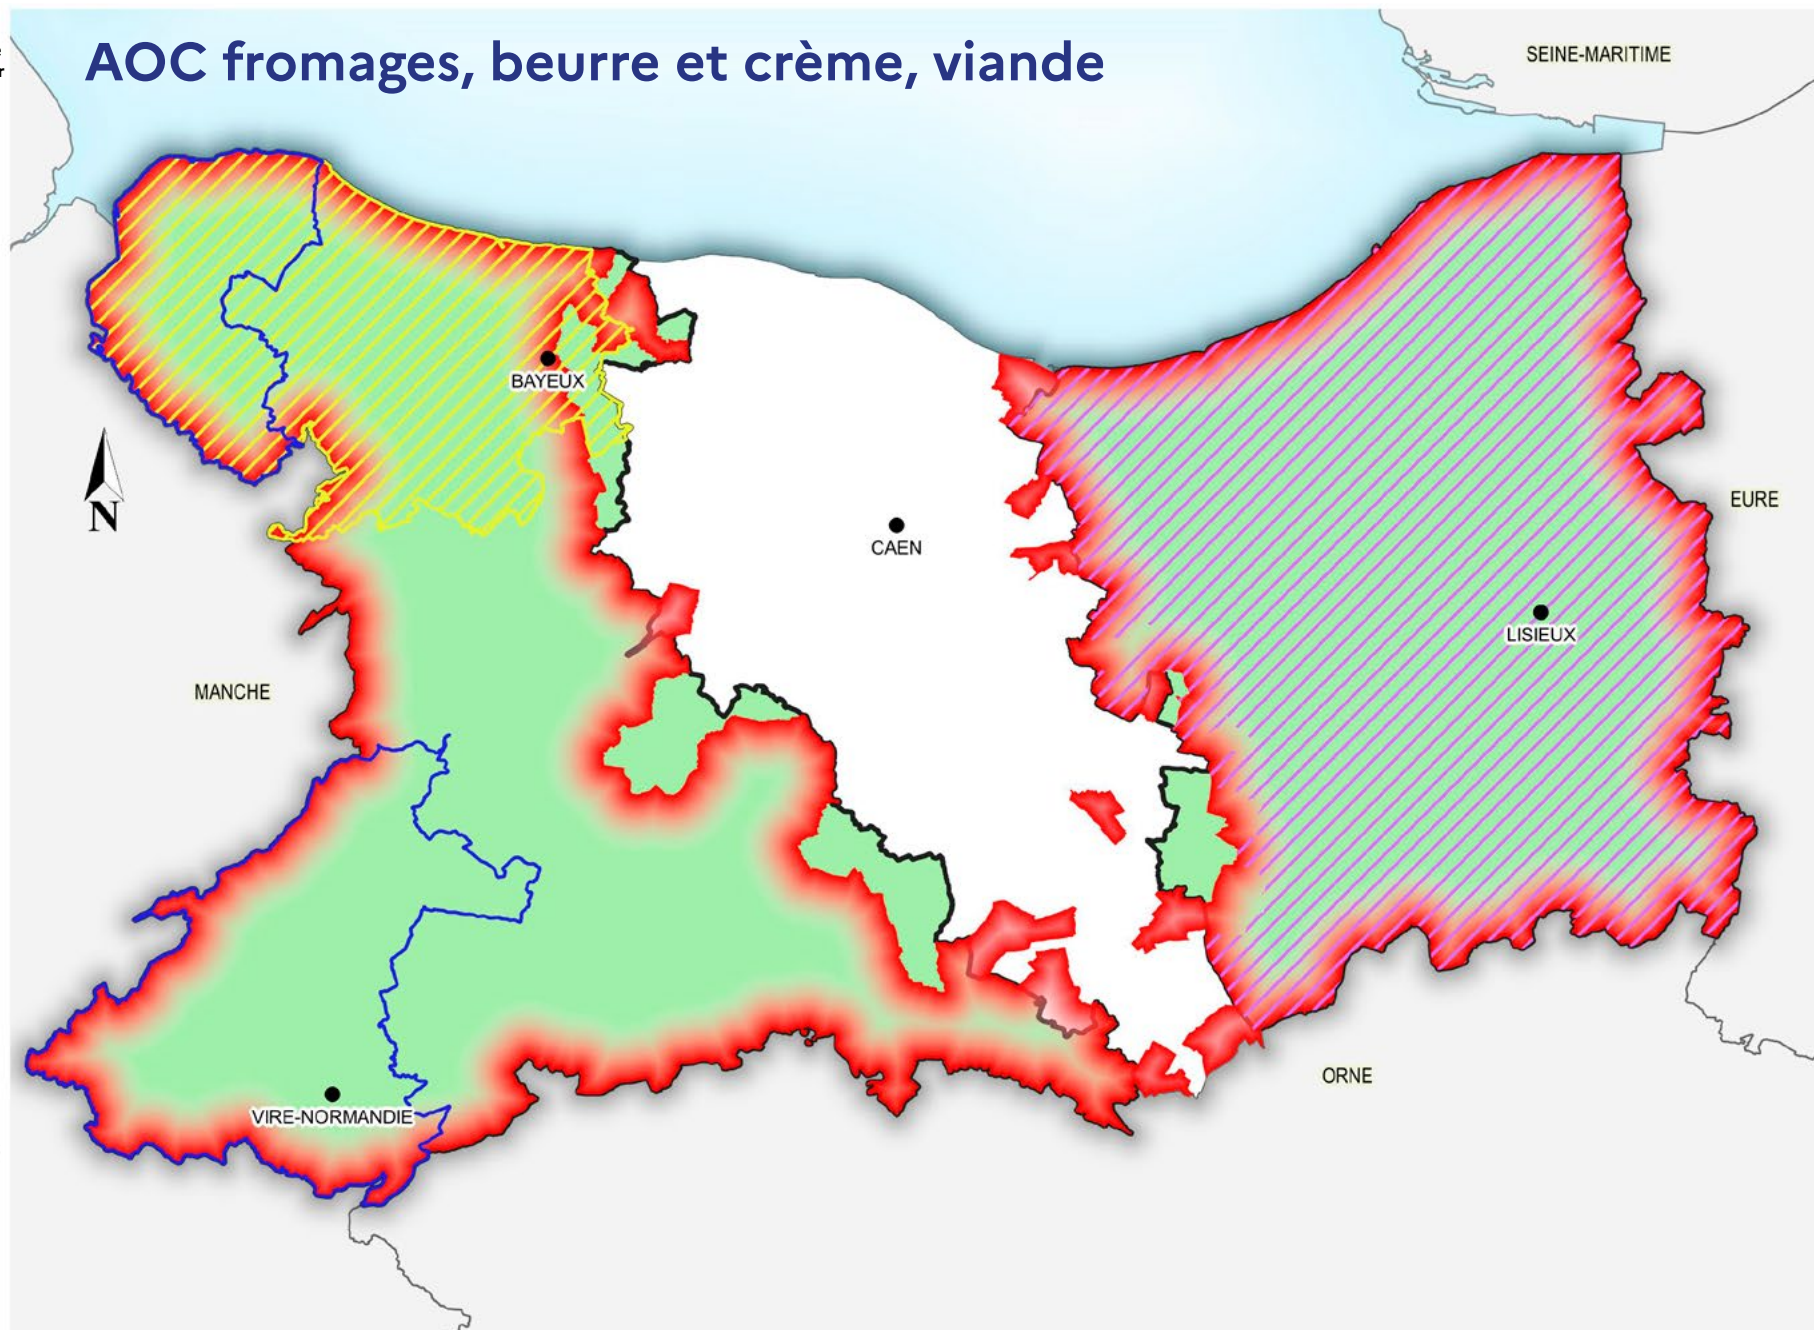 AOC fromages, beurre et crème, viande
SEINE-MARITIME
BAYEUX
N
CAEN
EURE
LISIEUX
MANCHE
ORNE
VIRE-NORMANDIE